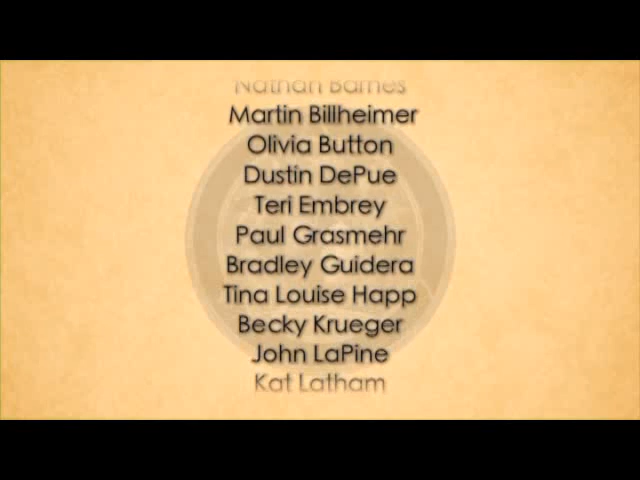 Nathan Barnes
Martin Billheimer
Olivia Button
Dustin DePue
Teri Embrey
Paul Grasmehr
Bradley Guidera
Tina Louise Happ
Becky Krueger
John LaPine
Kat Latham